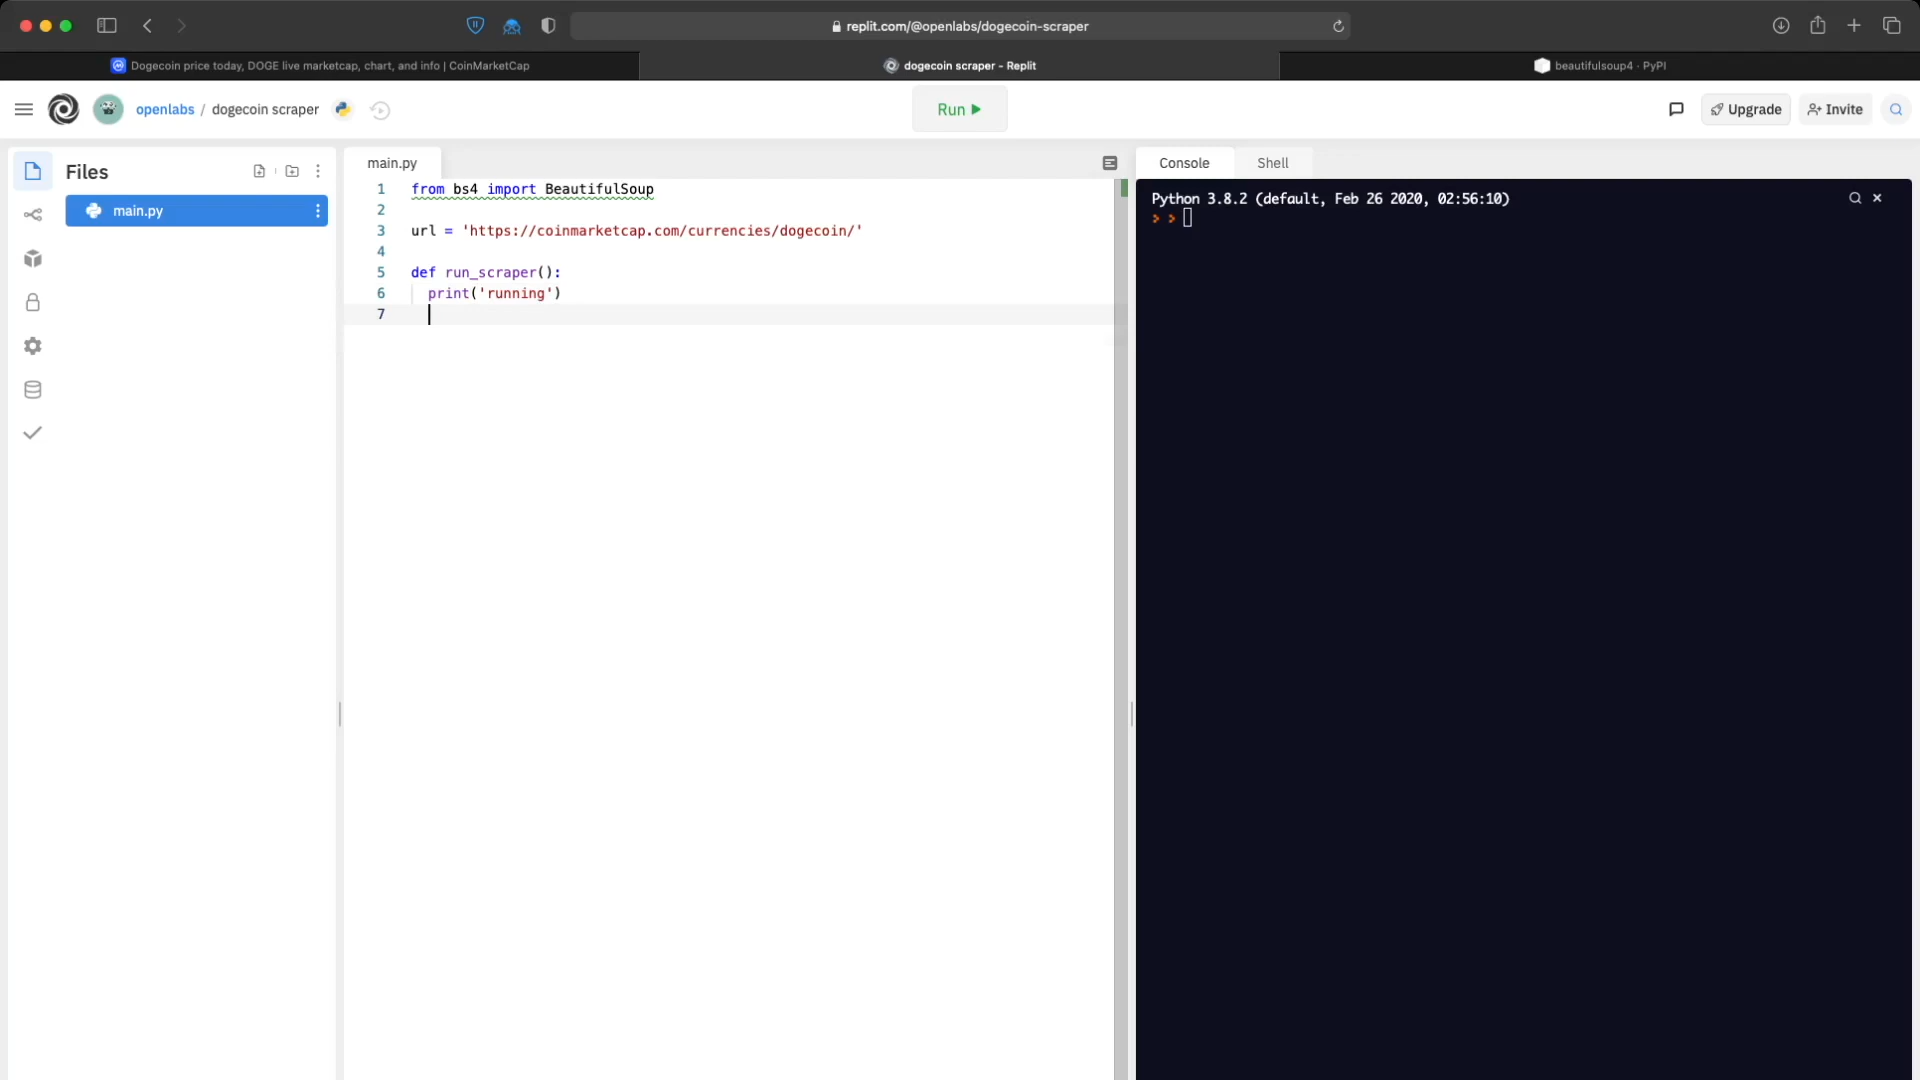 replit.com/@openlabs/dogecoin-scraper
Dogecoin price today, DOGE live marketcap, chart, and info | CoinMarketCap
dogecoin scraper - Replit
beautifulsoup4 · PyPI
openlabs / dogecoin scraper
Run
Upgrade
Invite
Files
main.py
main.py
1 from bs4 import BeautifulSoup
2
3 url = 'https://coinmarketcap.com/currencies/dogecoin/'
4
5 def run_scraper():
6 print('running')
7
Console
Shell
Python 3.8.2 (default, Feb 26 2020, 02:56:10)
> >